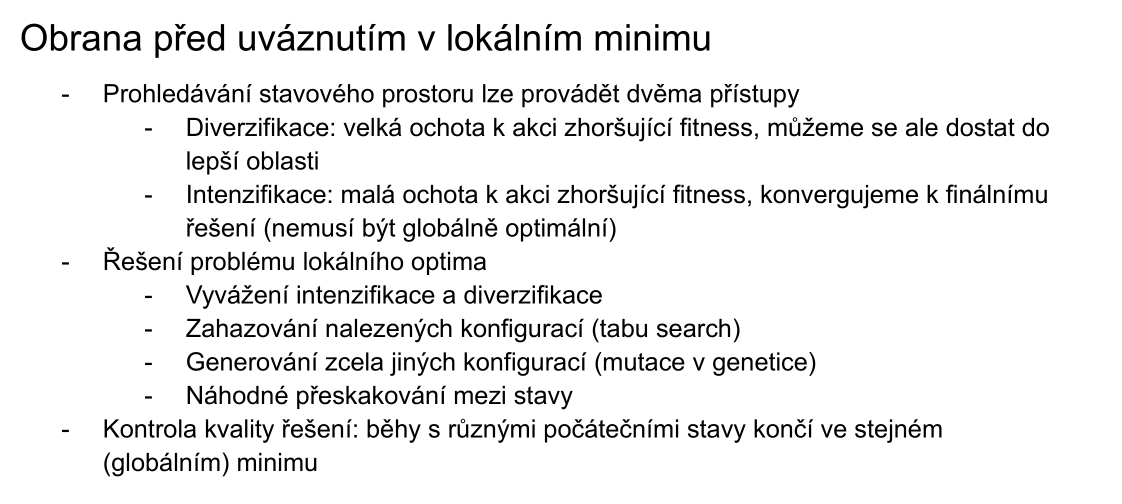 Obrana před uváznutím v lokálním minimu
- Prohledávání stavového prostoru lze provádět dvěma přístupy
- Diverzifikace: velká ochota k akci zhoršující fitness, můžeme se ale dostat do
lepší oblasti
- Intenzifikace: malá ochota k akci zhoršující fitness, konvergujeme k finálnímu
řešení (nemusí být globálně optimální)
- Řešení problému lokálního optima
- Vyvážení intenzifikace a diverzifikace
- Zahazování nalezených konfigurací (tabu search)
- Generování zcela jiných konfigurací (mutace v genetice)
- Náhodné přeskakování mezi stavy
- Kontrola kvality řešení: běhy s různými počátečními stavy končí ve stejném
(globálním) minimu